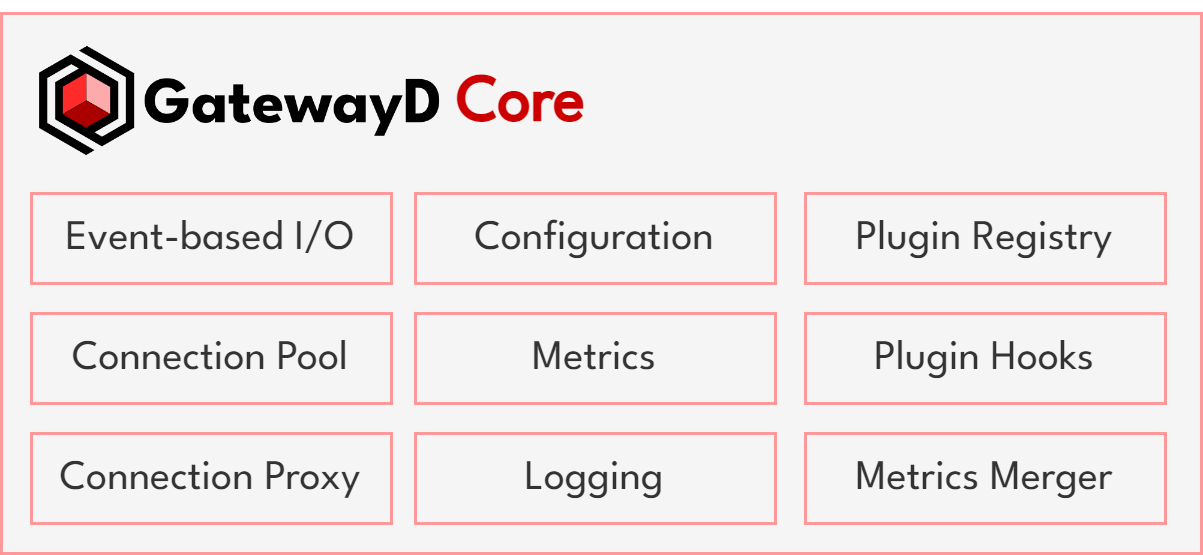 GatewayD Core
Event-based I/O
Configuration
Plugin Registry
Connection Pool
Metrics
Plugin Hooks
Connection Proxy
Logging
Metrics Merger